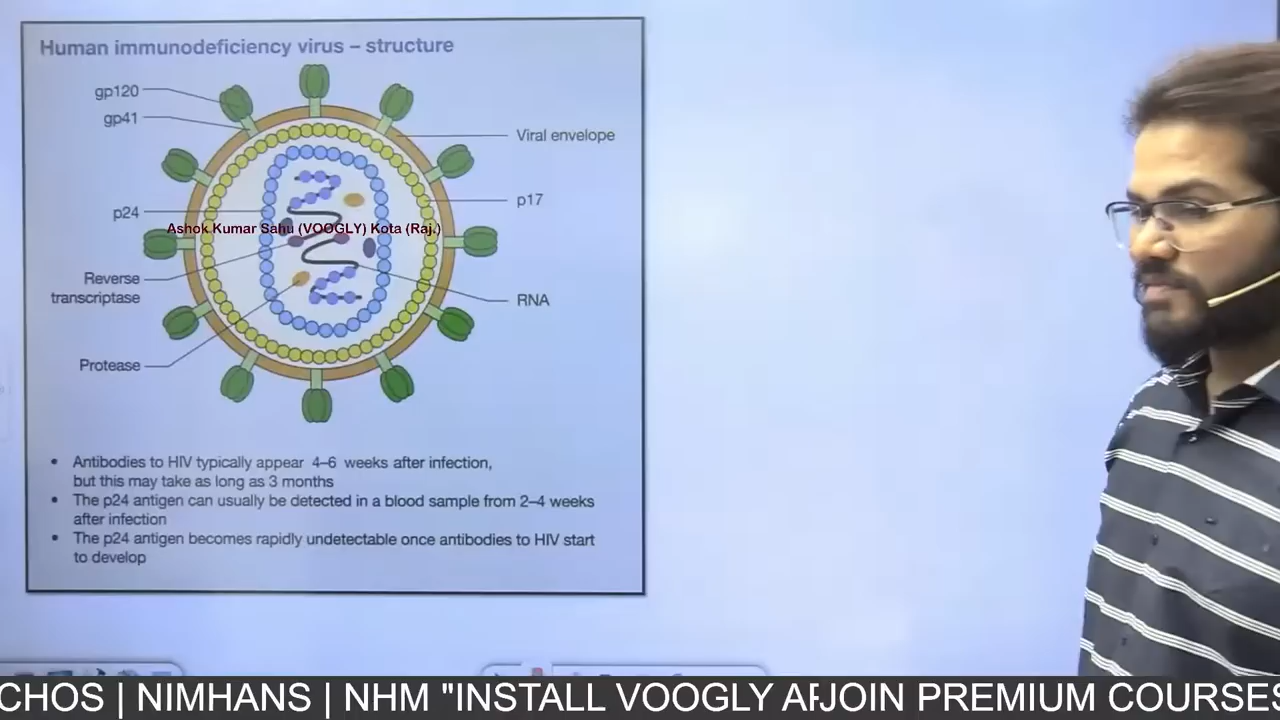 Human immunodeficiency virus – structure
gp120
gp41
Viral envelope
p17
p24
Ashok Kumar Sahu (VOOGLY) Kota (Raj.)
Reverse
transcriptase
RNA
Protease
• Antibodies to HIV typically appear 4–6 weeks after infection,
but this may take as long as 3 months
• The p24 antigen can usually be detected in a blood sample from 2–4 weeks
after infection
• The p24 antigen becomes rapidly undetectable once antibodies to HIV start
to develop
CHOS | NIMHANS | NHM "INSTALL VOOGLY AP
JOIN PREMIUM COURSES